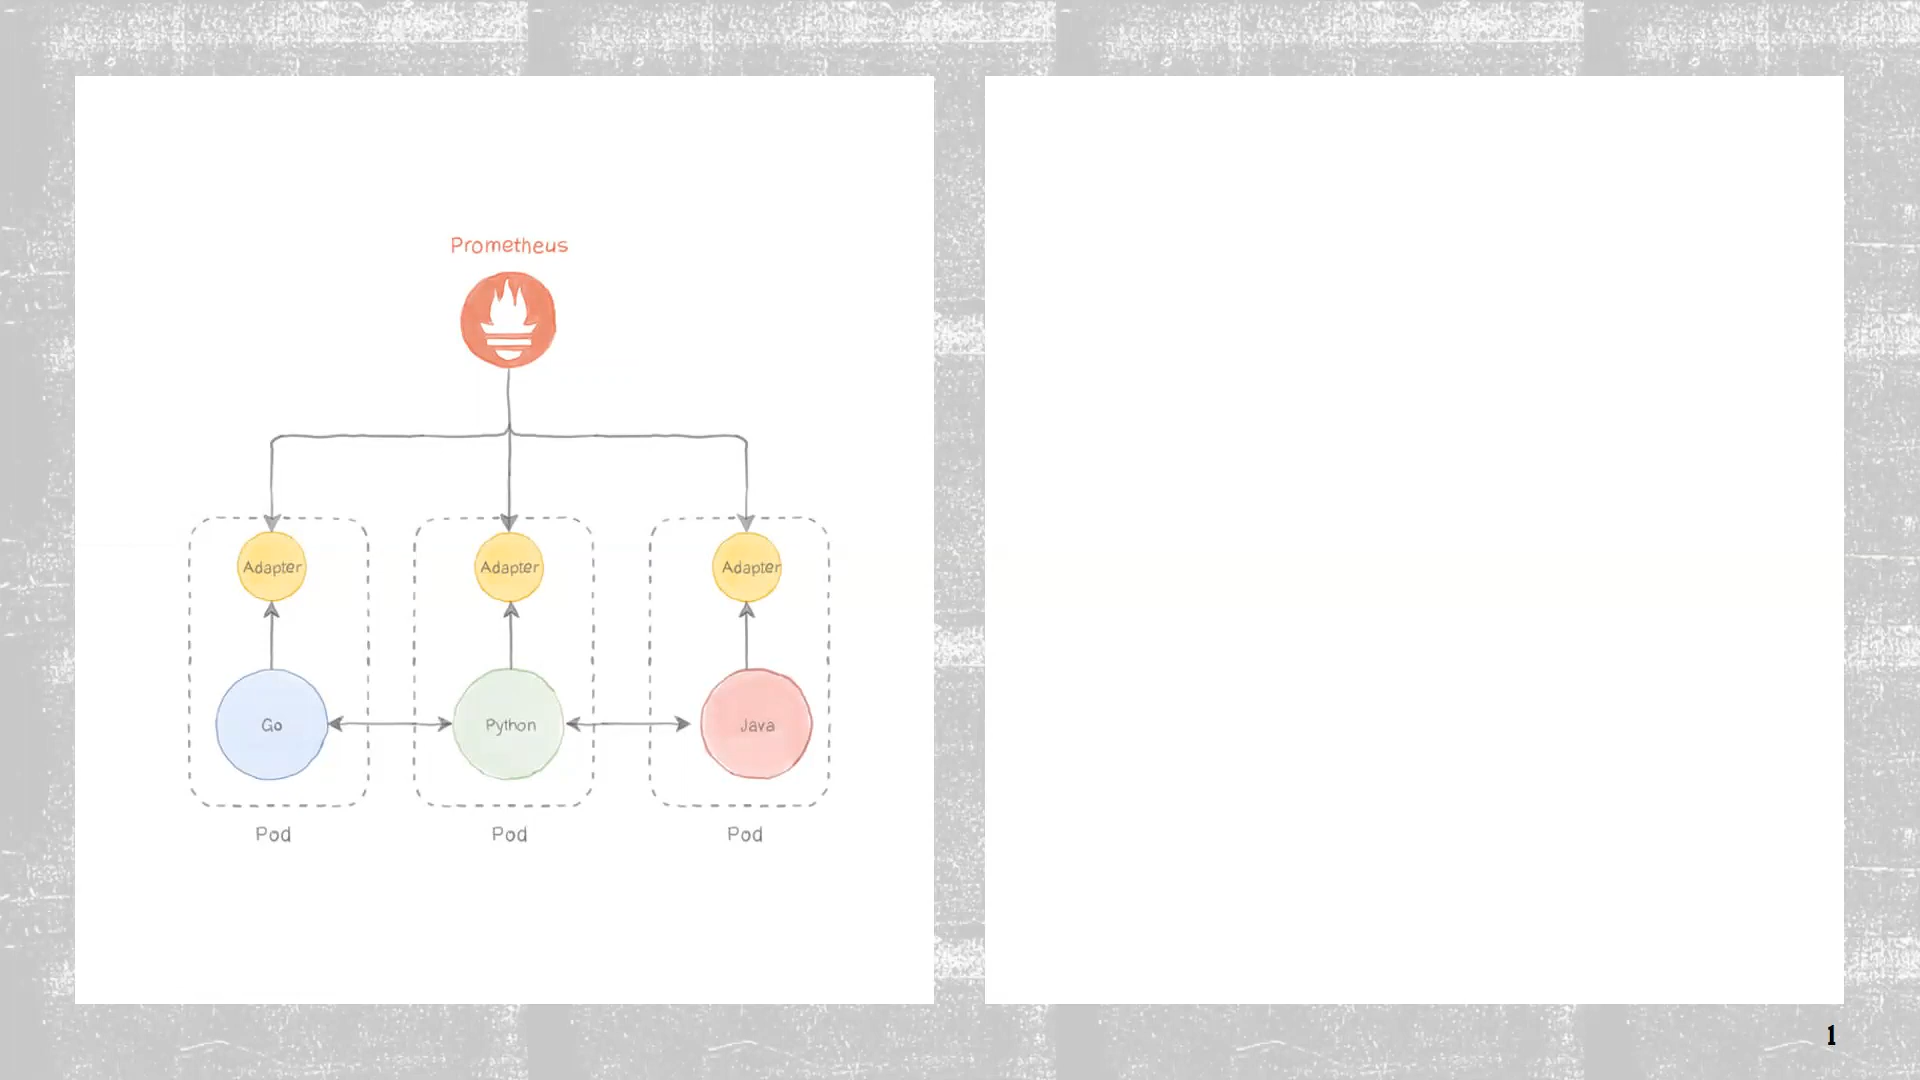 Prometheus
Adapter Adapter Adapter
Go Python Java
Pod Pod Pod
1